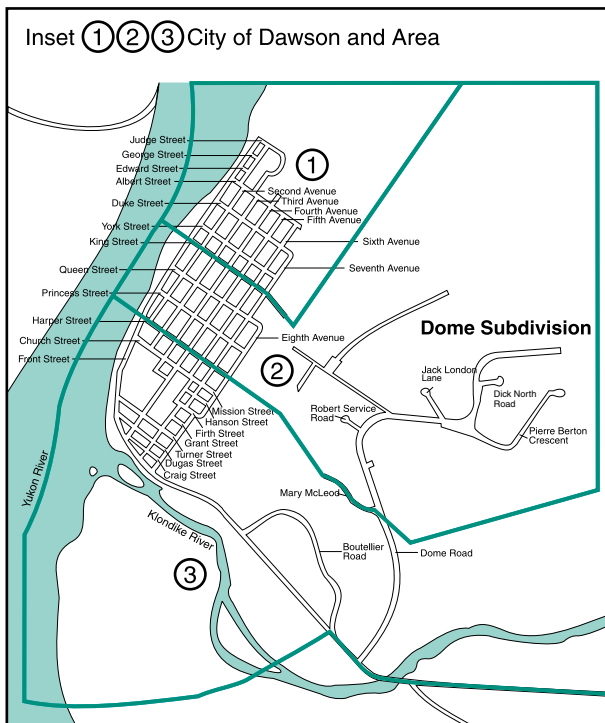 Inset 1 2 3 City of Dawson and Area
Judge Street
George Street
Edward Street
Albert Street
Duke Street
York Street
King Street
Queen Street
Princess Street
Harper Street
Church Street
Front Street
1
Second Avenue
Third Avenue
Fourth Avenue
Fifth Avenue
Sixth Avenue
Seventh Avenue
Eighth Avenue
Dome Subdivision
2
Jack London
Lane
Dick North
Road
Pierre Berton
Crescent
Robert Service
Road
Mission Street
Hanson Street
Firth Street
Grant Street
Turner Street
Dugas Street
Craig Street
Mary McLeod
Yukon River
Klondike River
Boutellier
Road
Dome Road
3